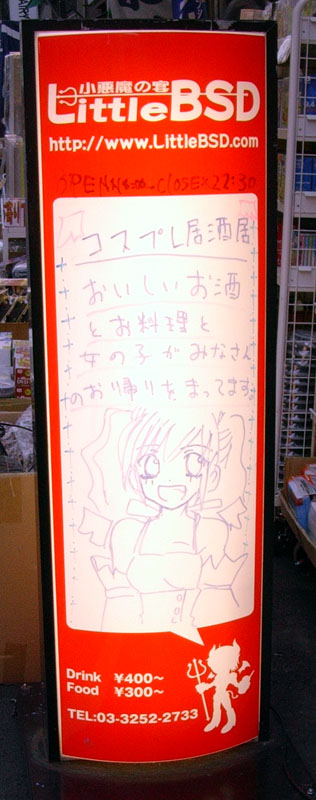 小悪魔の宴
LittleBSD
http://www.LittleBSD.com
OPEN 18:00~CLOSE 22:30
コスプレ居酒居
おいしいお酒
とお料理と
女の子がみなさん
のお帰りをまってます
Drink ¥400~
Food ¥300~
TEL:03-3252-2733